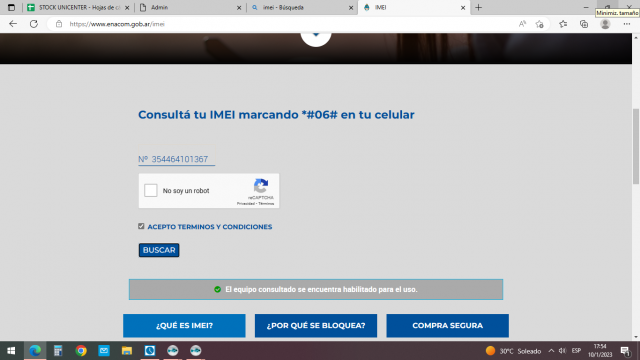 STOCK UNICENTER - Hojas de cl
Admin
imei - Búsqueda
IMEI
Minimiz. tamaño
https://www.enacom.gob.ar/imei
Consultá tu IMEI marcando *#06# en tu celular
Nº 354464101367
No soy un robot
reCAPTCHA
Privacidad - Términos
ACEPTO TERMINOS Y CONDICIONES
BUSCAR
El equipo consultado se encuentra habilitado para el uso.
¿QUÉ ES IMEI?
¿POR QUÉ SE BLOQUEA?
COMPRA SEGURA
30°C Soleado
ESP
17:54
10/1/2023